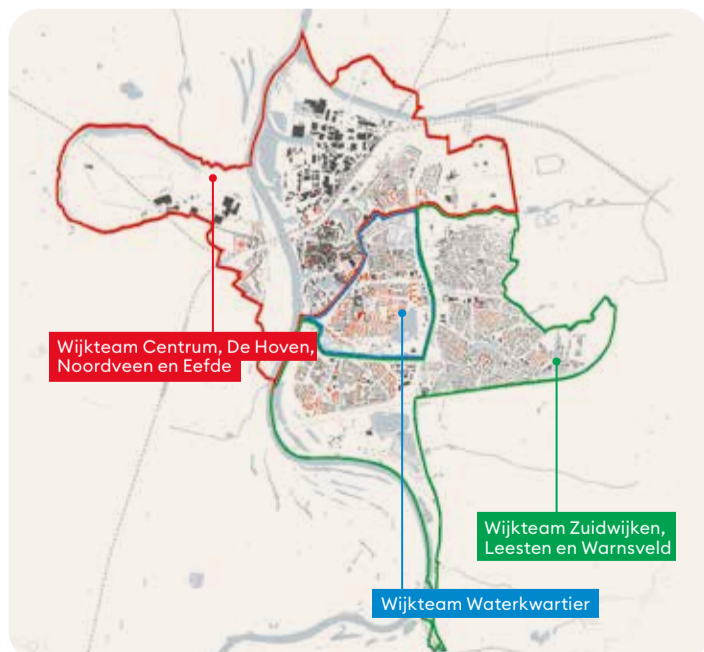 Wijkteam Centrum, De Hoven,
Noordveen en Eefde
Wijkteam Zuidwijken,
Leesten en Warnsveld
Wijkteam Waterkwartier